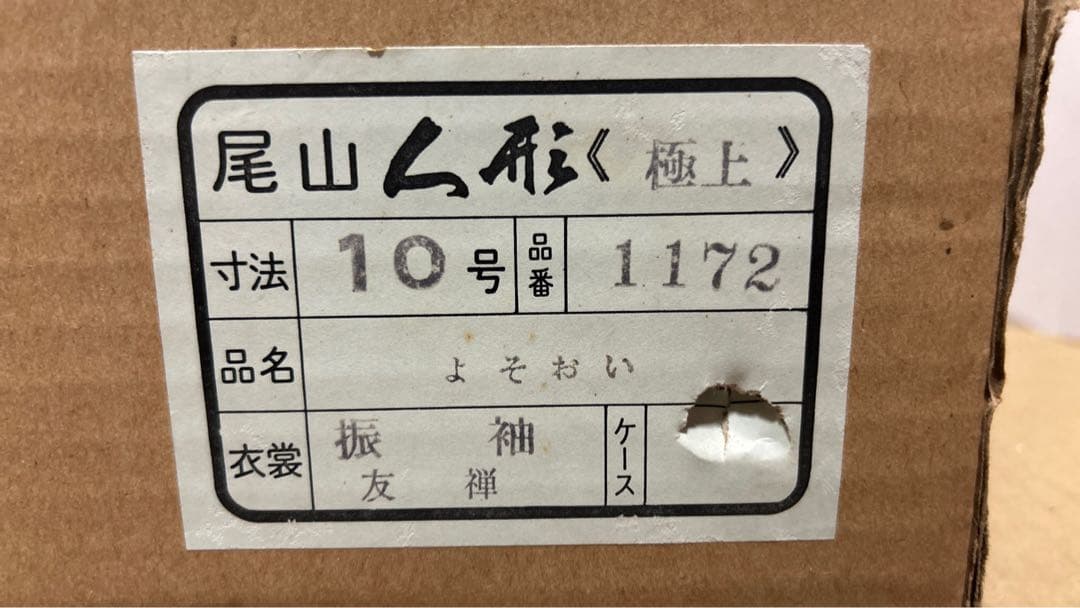 尾山人形《極上》
寸法 10号 品番 1172
品名 よそおい
衣裳 振袖 友禅 ケース